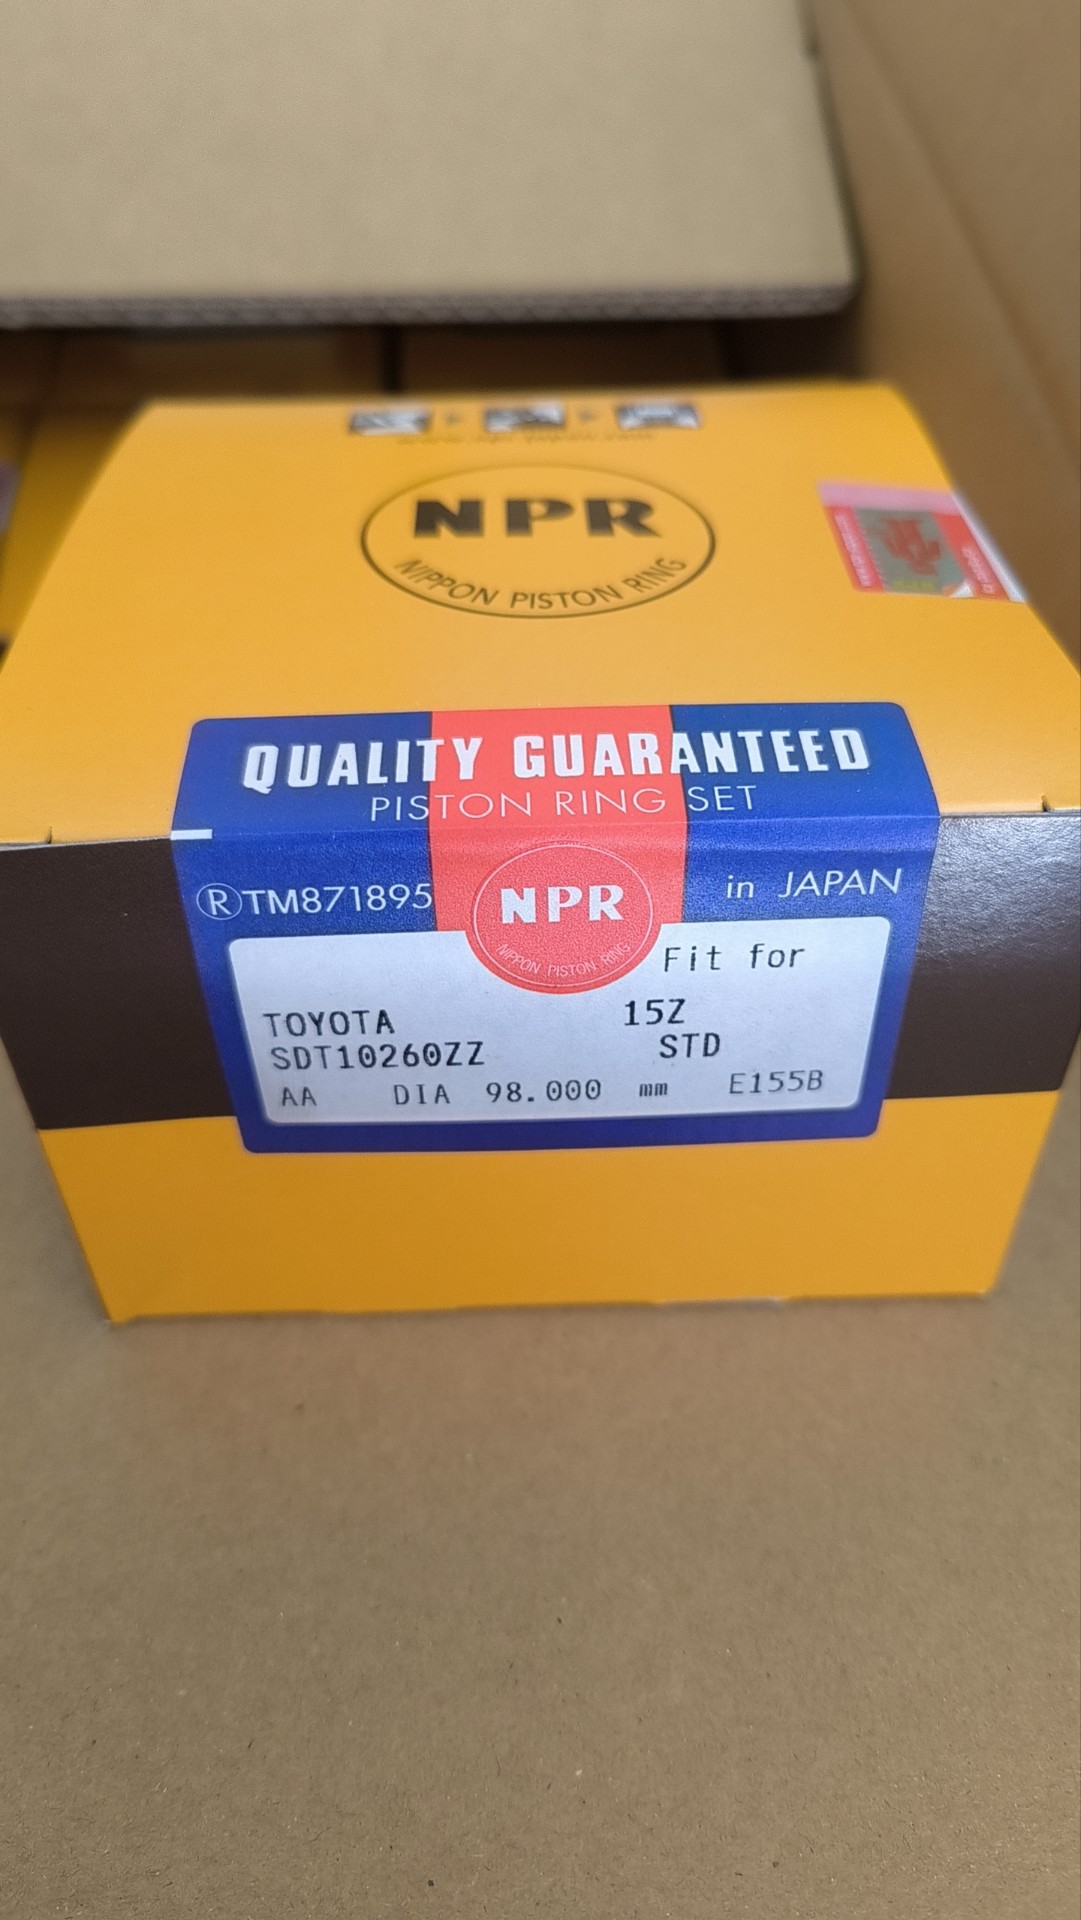 NPR
NIPPON PISTON RING
QUALITY GUARANTEED
PISTON RING SET
®TM871895
NPR
NIPPON PISTON RING
in JAPAN
Fit for
TOYOTA 15Z
SDT10260ZZ STD
AA DIA 98.000 mm E155B